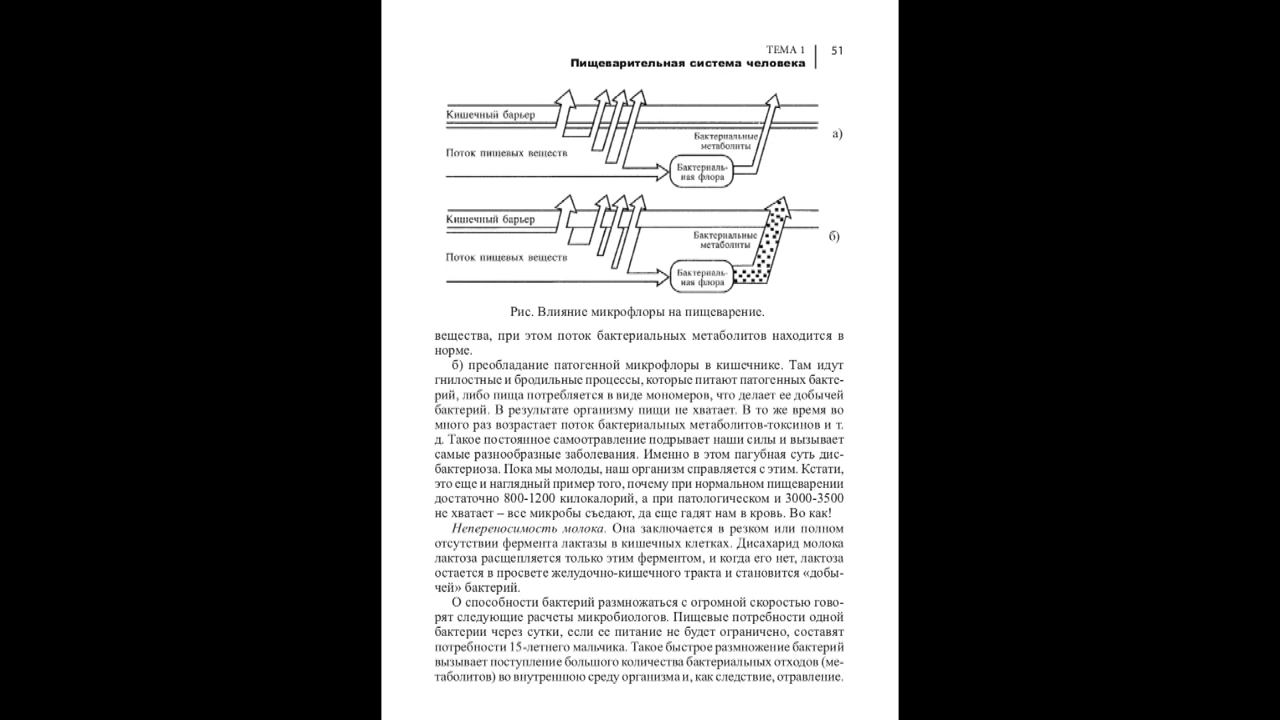 ТЕМА 1
51
Пищеварительная система человека
Кишечный барьер
Бактериальные
метаболиты
а)
Поток пищевых веществ
Бактериаль-
ная флора
Кишечный барьер
Бактериальные
метаболиты
б)
Поток пищевых веществ
Бактериаль-
ная флора
Рис. Влияние микрофлоры на пищеварение.
вещества, при этом поток бактериальных метаболитов находится в
норме.
б) преобладание патогенной микрофлоры в кишечнике. Там идут
гнилостные и бродильные процессы, которые питают патогенных бакте-
рий, либо пища потребляется в виде мономеров, что делает ее добычей
бактерий. В результате организму пищи не хватает. В то же время во
много раз возрастает поток бактериальных метаболитов-токсинов и т.
д. Такое постоянное самоотравление подрывает наши силы и вызывает
самые разнообразные заболевания. Именно в этом пагубная суть дис-
бактериоза. Пока мы молоды, наш организм справляется с этим. Кстати,
это еще и наглядный пример того, почему при нормальном пищеварении
достаточно 800-1200 килокалорий, а при патологическом и 3000-3500
не хватает – все микробы съедают, да еще гадят нам в кровь. Во как!
Непереносимость молока. Она заключается в резком или полном
отсутствии фермента лактазы в кишечных клетках. Дисахарид молока
лактоза расщепляется только этим ферментом, и когда его нет, лактоза
остается в просвете желудочно-кишечного тракта и становится «добы-
чей» бактерий.
О способности бактерий размножаться с огромной скоростью гово-
рят следующие расчеты микробиологов. Пищевые потребности одной
бактерии через сутки, если ее питание не будет ограничено, составят
потребности 15-летнего мальчика. Такое быстрое размножение бактерий
вызывает поступление большого количества бактериальных отходов (ме-
таболитов) во внутреннюю среду организма и, как следствие, отравление.